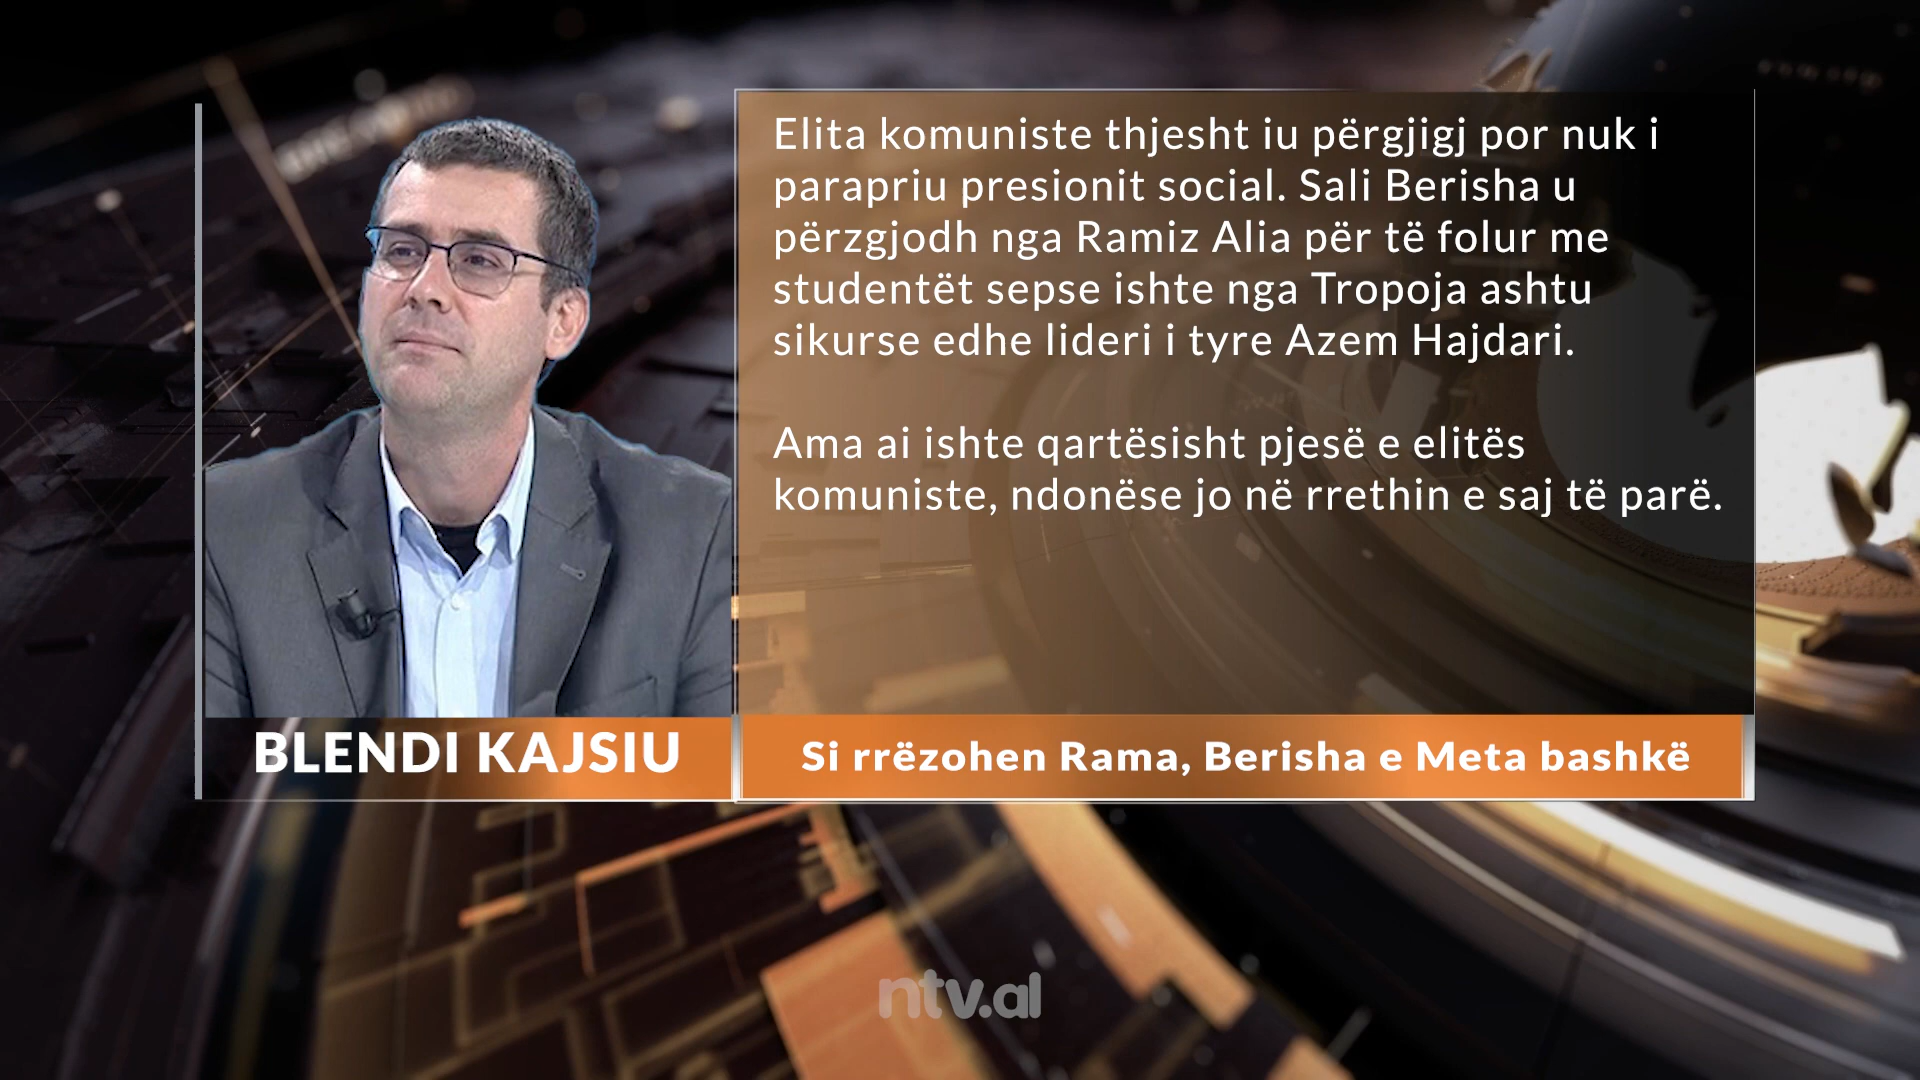 Elita komuniste thjesht iu përgjigj por nuk i
parapriu presionit social. Sali Berisha u
përzgjodh nga Ramiz Alia për të folur me
studentët sepse ishte nga Tropoja ashtu
sikurse edhe lideri i tyre Azem Hajdari.
Ama ai ishte qartësisht pjesë e elitës
komuniste, ndonëse jo në rrethin e saj të parë.
BLENDI KAJSIU
Si rrëzohen Rama, Berisha e Meta bashkë
ntv.al